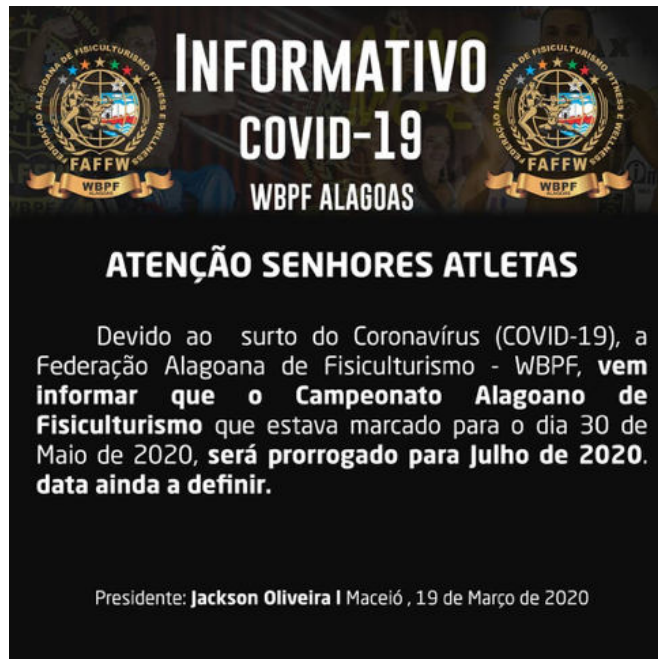 INFORMATIVO
COVID-19
WBPF ALAGOAS
FEDERAÇÃO ALAGOANA DE FISICULTURISMO FITNESS E WELLNESS
FAFFW
WBPF
ALAGOAS
FEDERAÇÃO ALAGOANA DE FISICULTURISMO FITNESS E WELLNESS
FAFFW
WBPF
ALAGOAS
ATENÇÃO SENHORES ATLETAS
Devido ao surto do Coronavírus (COVID-19), a
Federação Alagoana de Fisiculturismo - WBPF, vem
informar que o Campeonato Alagoano de
Fisiculturismo que estava marcado para o dia 30 de
Maio de 2020, será prorrogado para Julho de 2020.
data ainda a definir.
Presidente: Jackson Oliveira l Maceió , 19 de Março de 2020